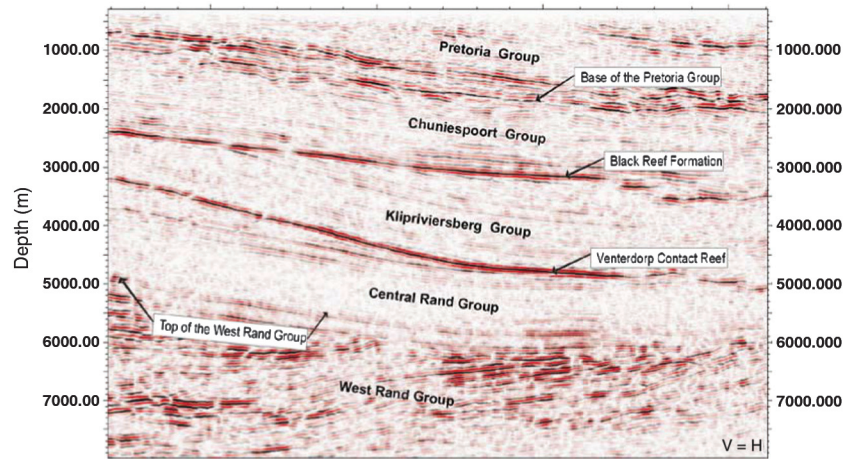 Pretoria Group
1000.00
1000.000
Base of the Pretoria Group
2000.00
2000.000
Chuniespoort Group
Black Reef Formation
3000.00
3000.000
Depth (m)
Klipriviersberg Group
4000.00
4000.000
Venterdorp Contact Reef
5000.00
5000.000
Central Rand Group
Top of the West Rand Group
6000.00
6000.000
West Rand Group
7000.00
7000.000
V = H